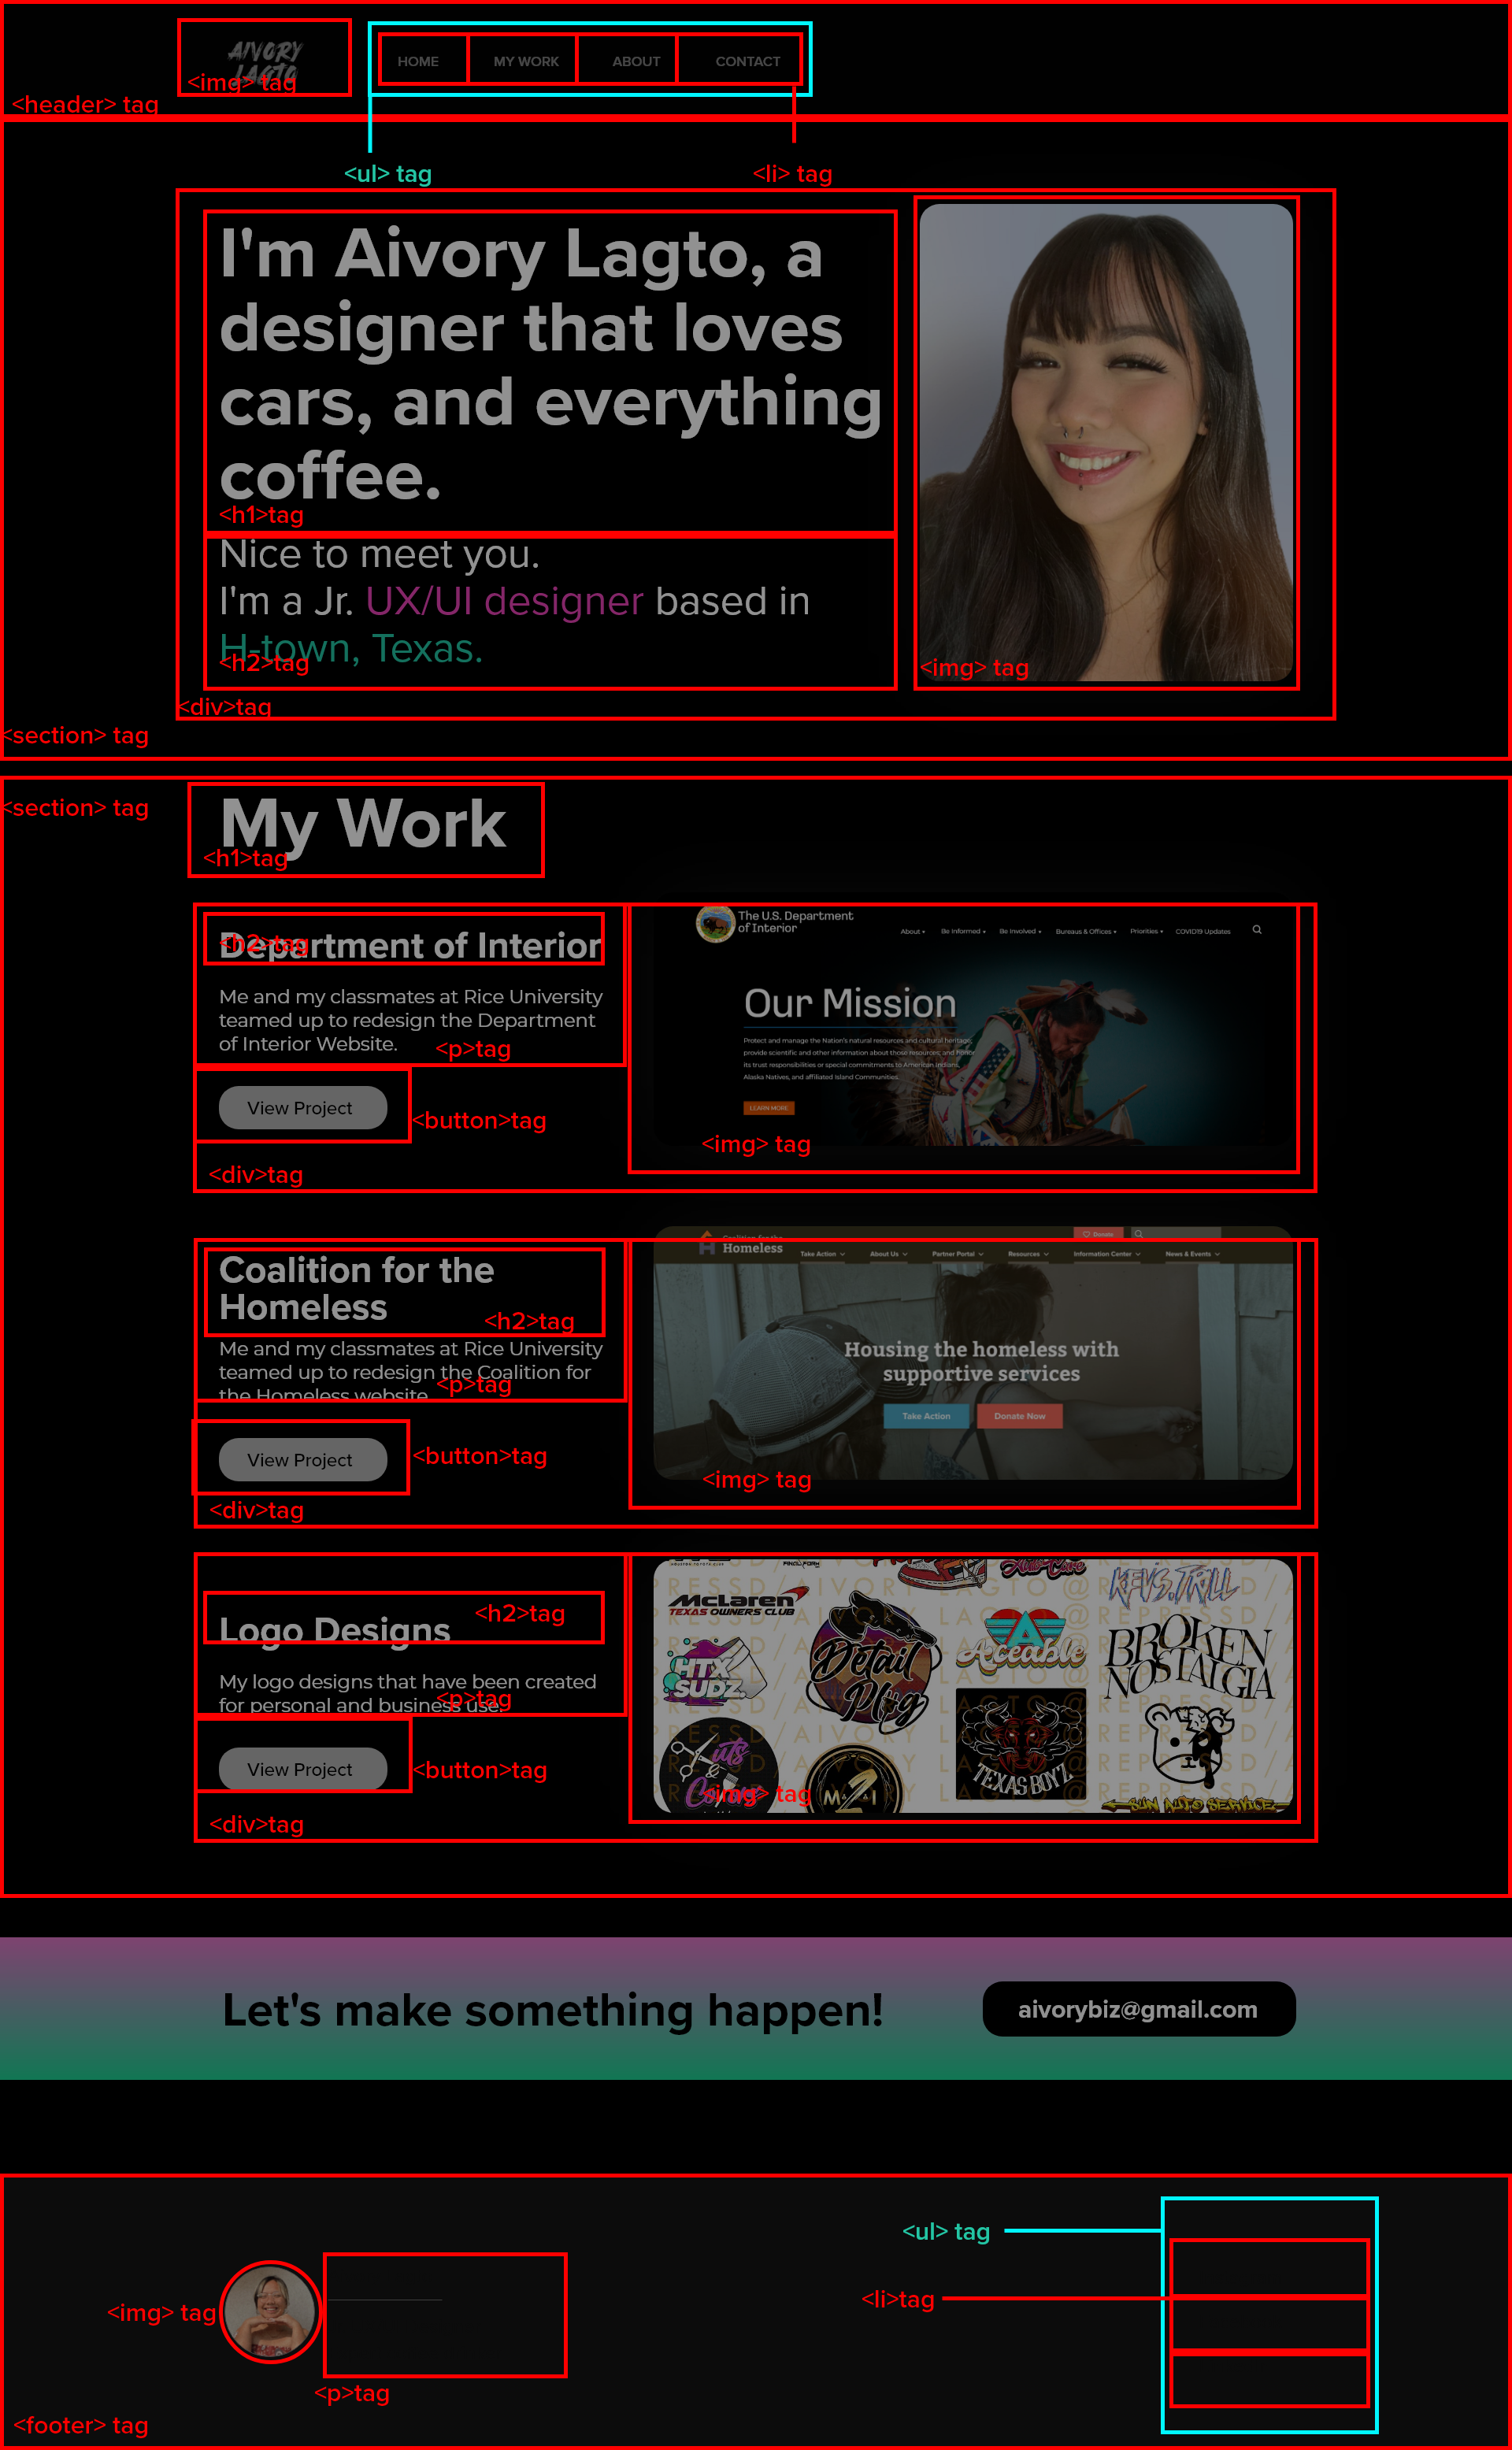 AIVORY
LAGTO
HOME
MY WORK
ABOUT
CONTACT
<img> tag
<header> tag
<ul> tag
<li> tag
I'm Aivory Lagto, a
designer that loves
cars, and everything
coffee.
<h1>tag
Nice to meet you.
I'm a Jr. UX/UI designer based in
H-town, Texas.
<h2>tag
<img> tag
<div>tag
<section> tag
<section> tag
My Work
<h1>tag
Department of Interior
<h2>tag
Me and my classmates at Rice University
teamed up to redesign the Department
of Interior Website.
<p>tag
View Project
<button>tag
<div>tag
The U.S. Department
of Interior
About
Be Informed
Be Involved
Bureaus & Offices
Priorities
COVID19 Updates
Our Mission
Protect and manage the Nation's natural resources and cultural heritage,
provide scientific and other information about those resources, and honor
its trust responsibilities or special commitments to American Indians,
Alaska Natives, and affiliated Island Communities.
LEARN MORE
<img> tag
Coalition for the
Homeless
<h2>tag
Me and my classmates at Rice University
teamed up to redesign the Coalition for
the Homeless website.
<p>tag
View Project
<button>tag
<div>tag
Coalition for the
Homeless
Donate
Take Action
About Us
Partner Portal
Resources
Information Center
News & Events
Housing the homeless with
supportive services
Take Action
Donate Now
<img> tag
Logo Designs
<h2>tag
My logo designs that have been created
for personal and business use.
<p>tag
View Project
<button>tag
<div>tag
McLaren
TEXAS OWNERS CLUB
HTX
SUDZ
Detail
Plug
Aceable
KEVS.TRILL
BROKEN
NOSTALGIA
Cuts
TEXAS BOYZ
SUN AUTO SERVICE
<img> tag
Let's make something happen!
aivorybiz@gmail.com
<ul> tag
<li>tag
<img> tag
<p>tag
<footer> tag